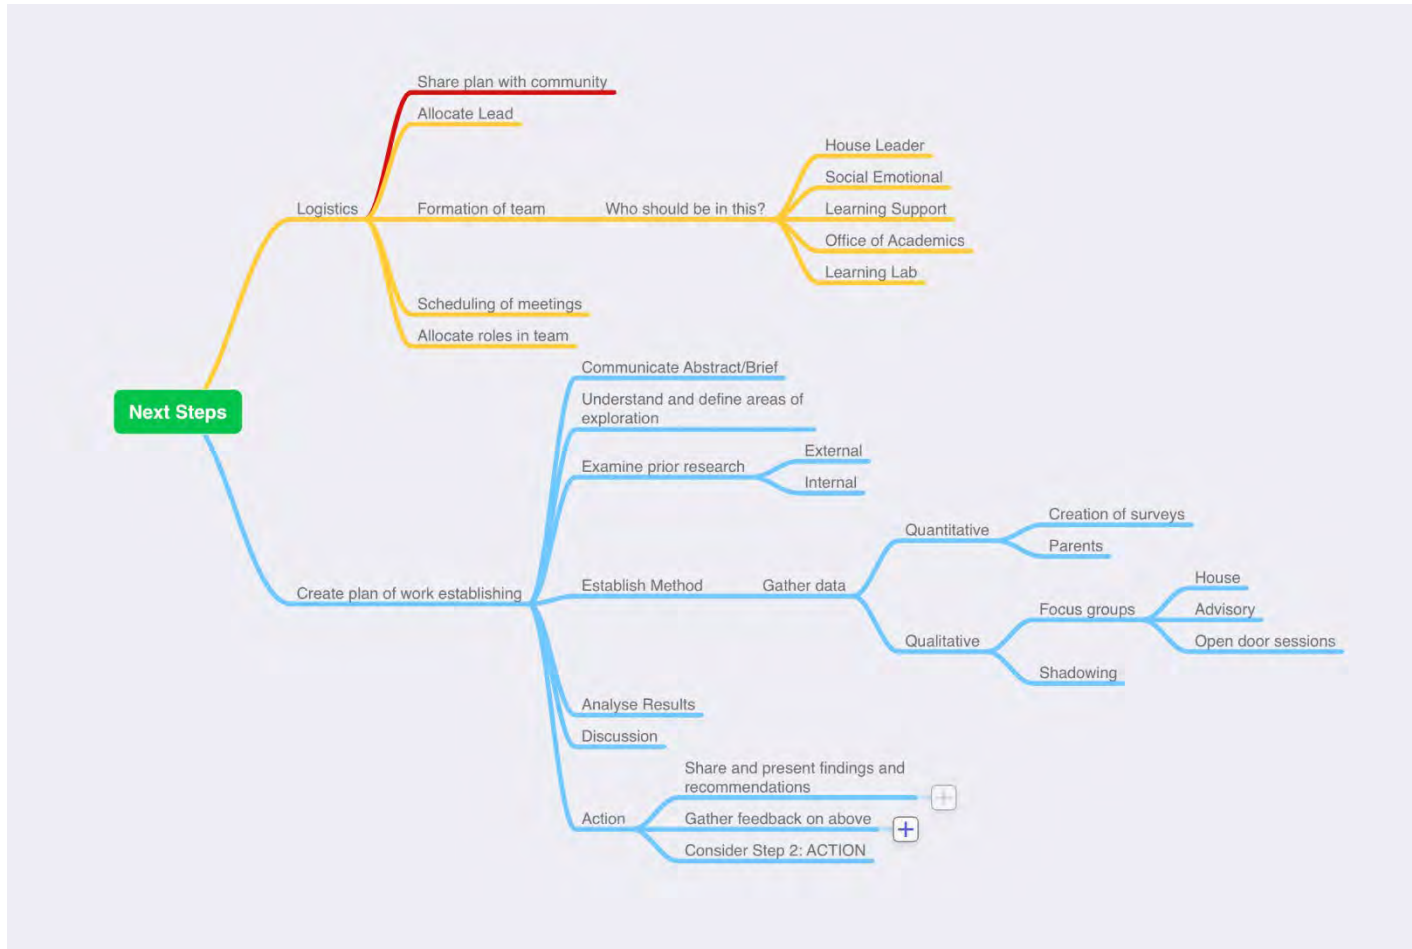 Share plan with community
Allocate Lead
House Leader
Social Emotional
Logistics
Formation of team
Who should be in this?
Learning Support
Office of Academics
Learning Lab
Scheduling of meetings
Allocate roles in team
Next Steps
Communicate Abstract/Brief
Understand and define areas of
exploration
Examine prior research
External
Internal
Create plan of work establishing
Establish Method
Gather data
Quantitative
Creation of surveys
Parents
Qualitative
Focus groups
House
Advisory
Open door sessions
Shadowing
Analyse Results
Discussion
Action
Share and present findings and
recommendations
Gather feedback on above
Consider Step 2: ACTION